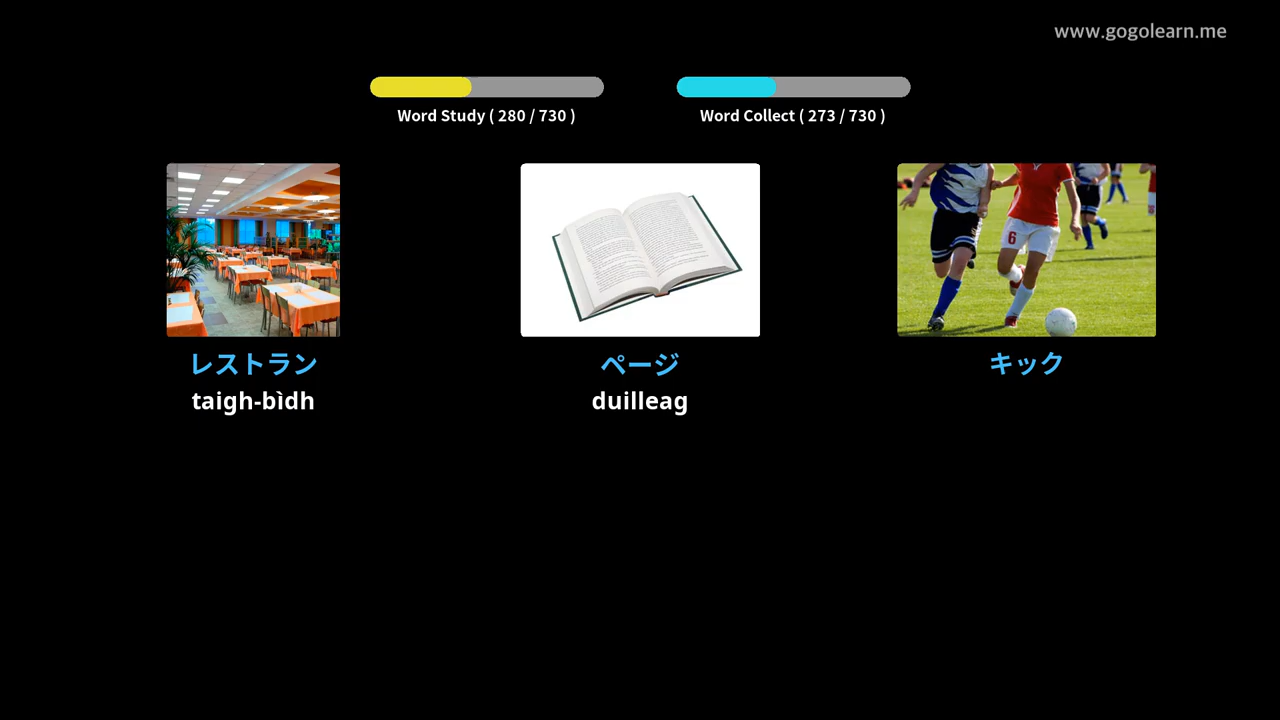 www.gogolearn.me
Word Study ( 280 / 730 )
Word Collect ( 273 / 730 )
レストラン
taigh-bìdh
ページ
duilleag
キック
6